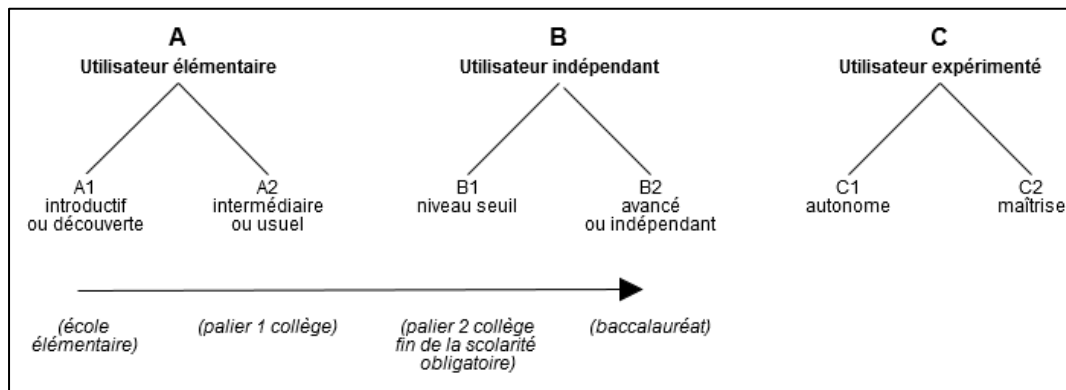 A
Utilisateur élémentaire
B
Utilisateur indépendant
C
Utilisateur expérimenté
A1
introductif
ou découverte
A2
intermédiaire
ou usuel
B1
niveau seuil
B2
avancé
ou indépendant
C1
autonome
C2
maîtrise
(école
élémentaire)
(palier 1 collège)
(palier 2 collège
fin de la scolarité
obligatoire)
(baccalauréat)